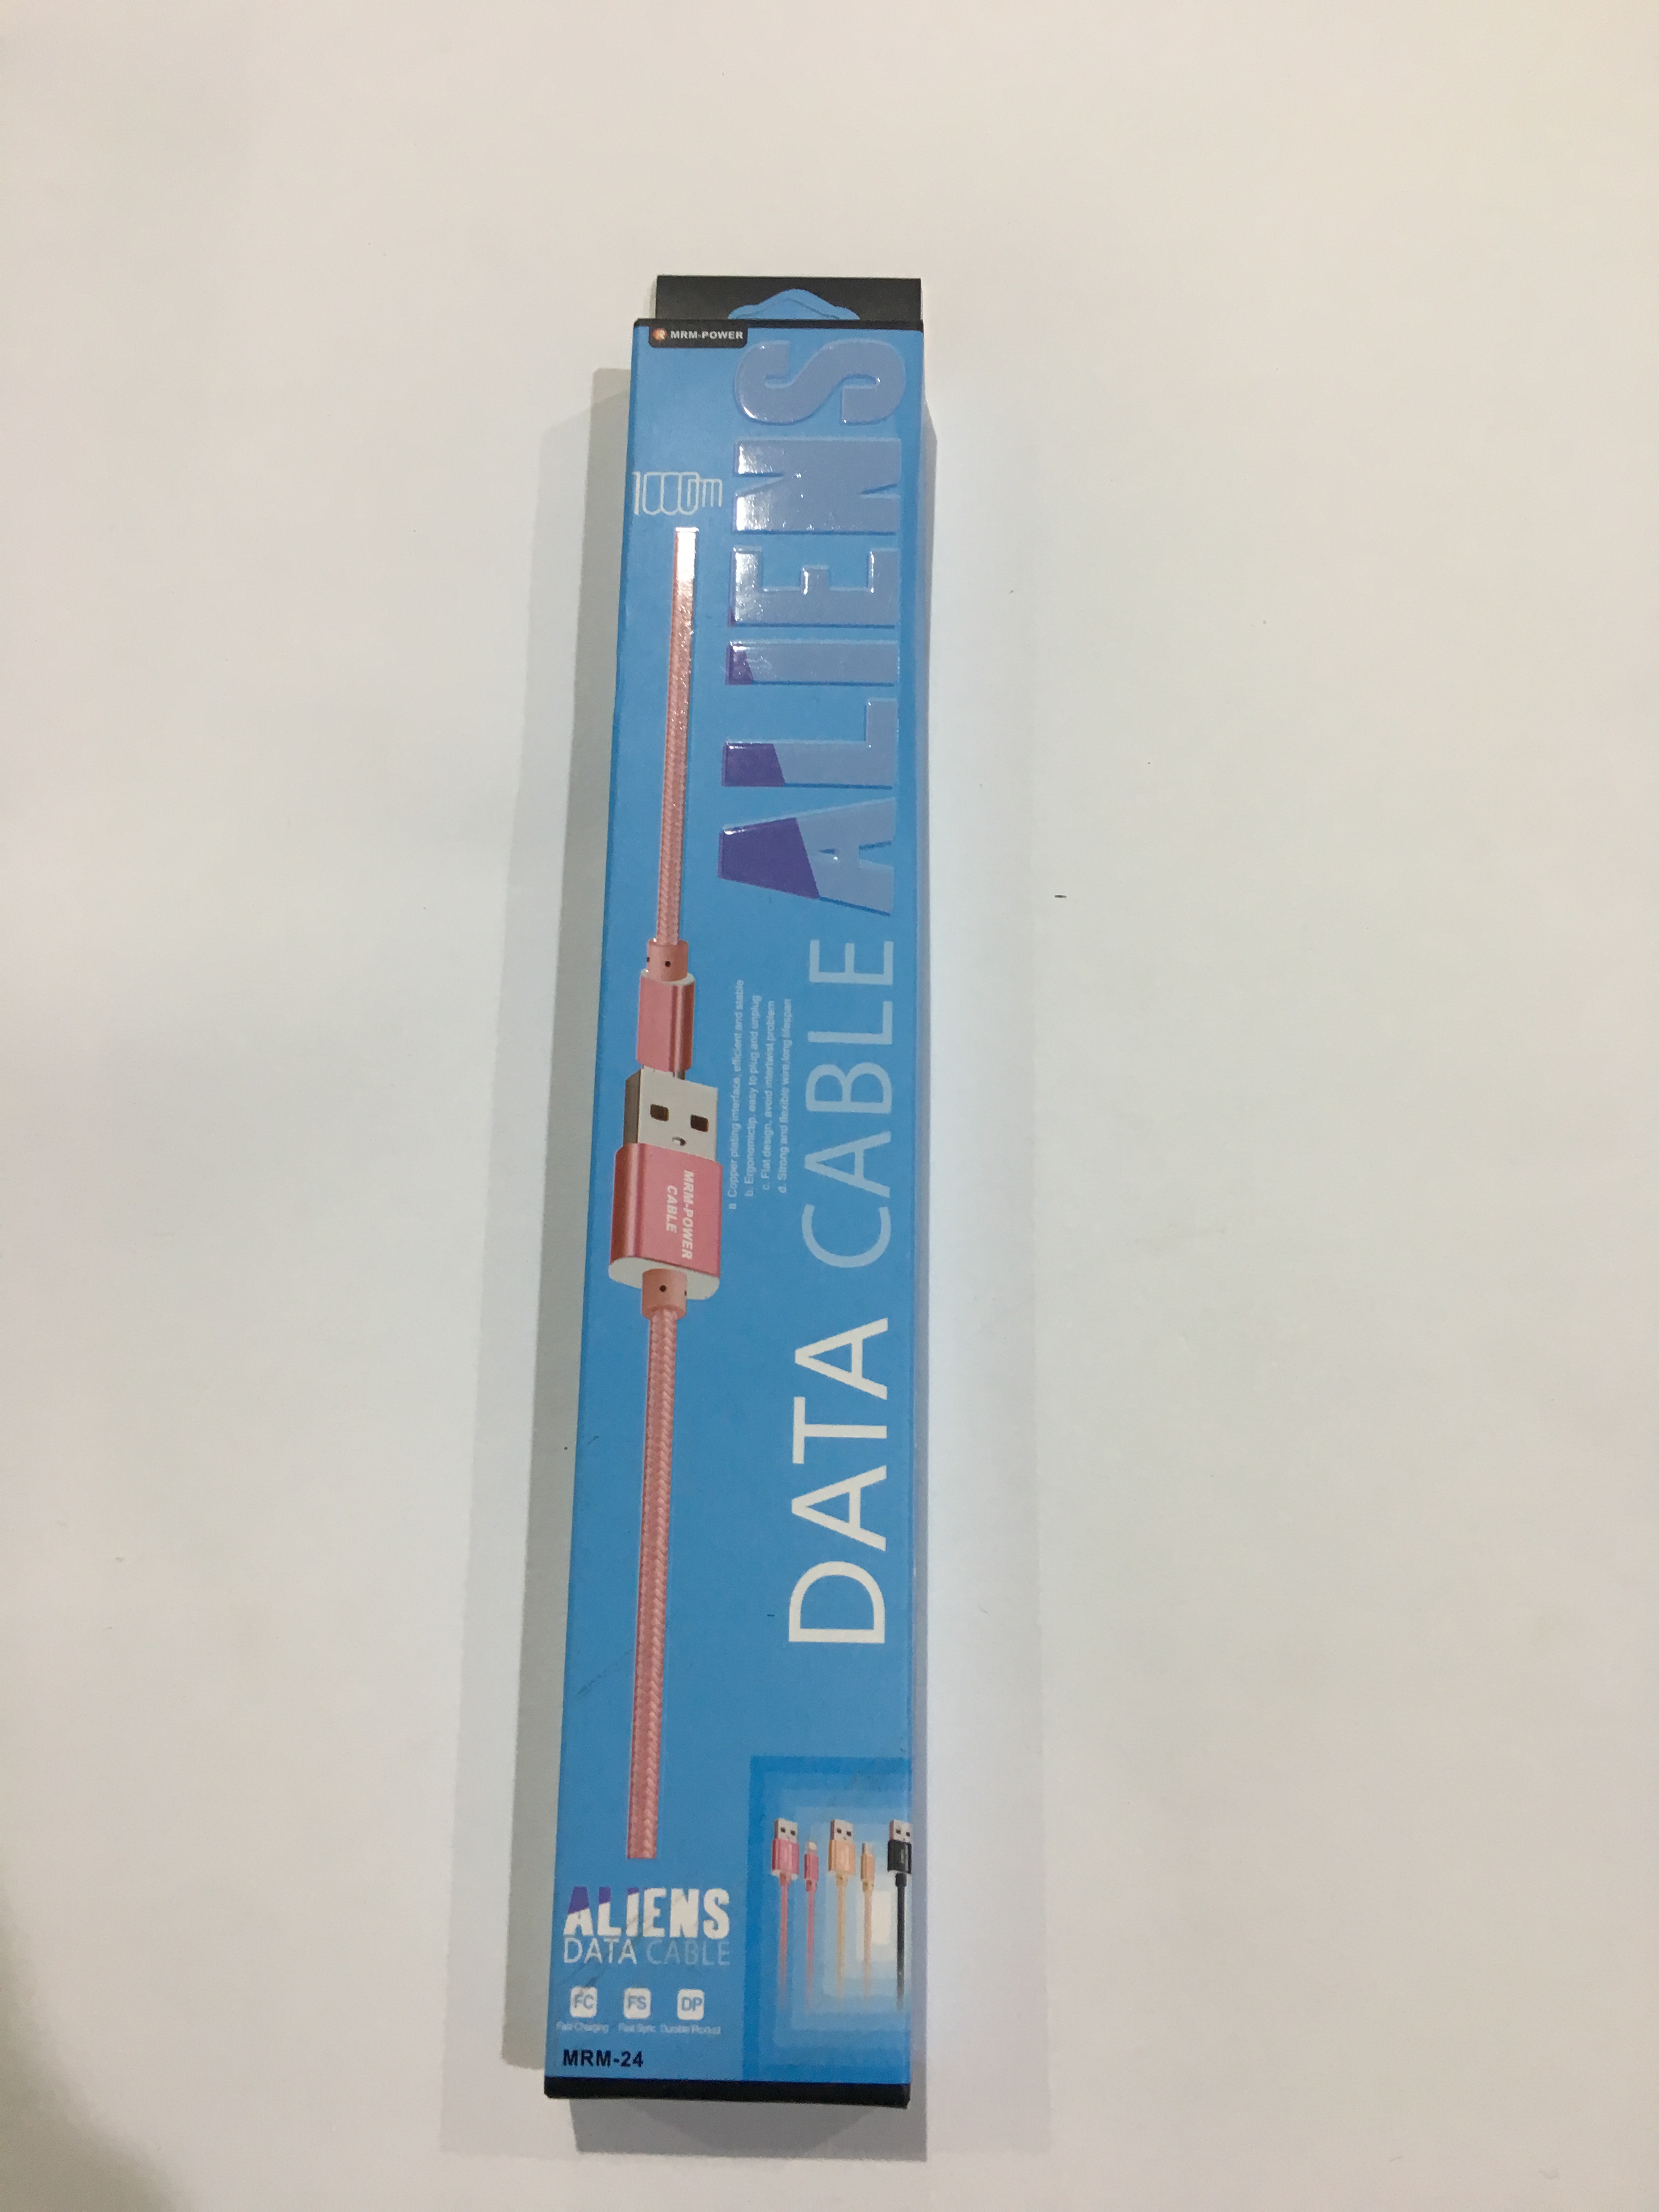 MRM-POWER
1000m
ALIENS
DATA CABLE
a Copper plating interface, efficient and stable
b. Ergonomicdip, easy to plug and unplug
c. Flat design, avoid intertwist problem
d. Strong and flexible wire,long lifespan
MRM-POWER
CABLE
ALIENS
DATA CABLE
FC FS DP
Fast Charging Fast Sync Durable Product
MRM-24